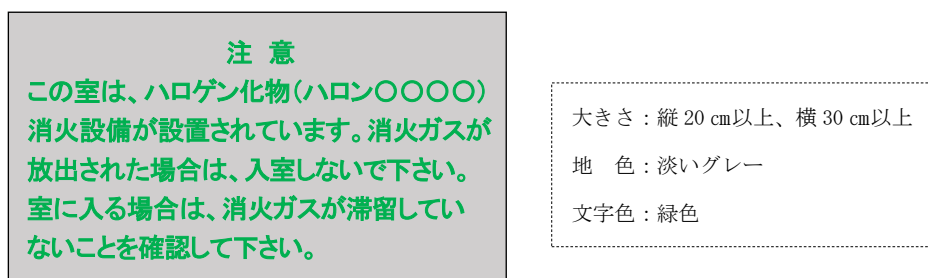 注 意
この室は、ハロゲン化物(ハロン〇〇〇〇)
消火設備が設置されています。消火ガスが
放出された場合は、入室しないで下さい。
室に入る場合は、消火ガスが滞留してい
ないことを確認して下さい。
大きさ：縦 20 ㎝以上、横 30 ㎝以上
地　色：淡いグレー
文字色：緑色